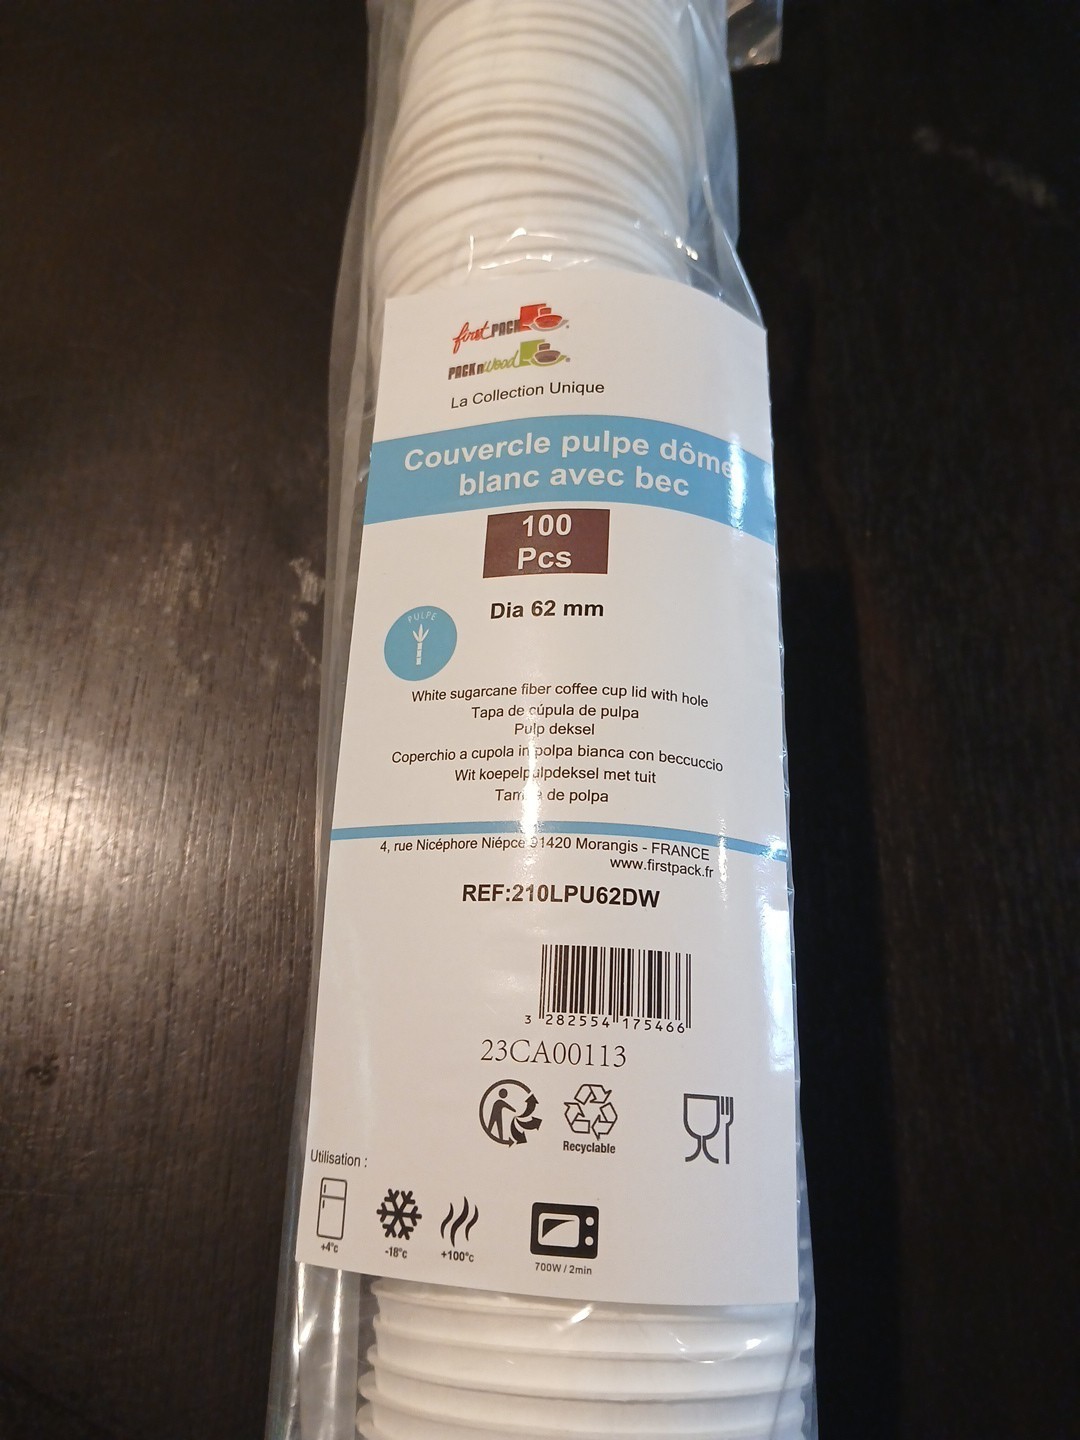 firstPACK
PACKnWood
La Collection Unique
Couvercle pulpe dôme
blanc avec bec
100
Pcs
Dia 62 mm
PULPE
White sugarcane fiber coffee cup lid with hole
Tapa de cúpula de pulpa
Pulp deksel
Coperchio a cupola in polpa bianca con beccuccio
Wit koepelpulpdeksel met tuit
de polpa
4, rue Nicéphore Niépce 91420 Morangis - FRANCE
www.firstpack.fr
REF:210LPU62DW
3 282554 175466
23CA00113
Recyclable
Utilisation :
+4°c -18°c +100°c 700W / 2min